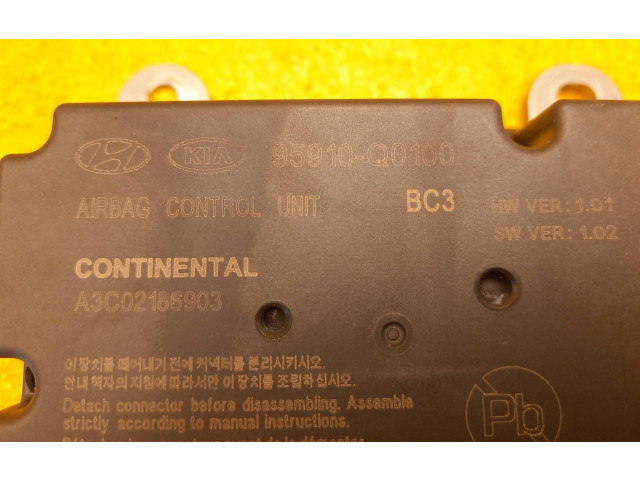 KIA 95910-Q0100
AIRBAG CONTROL UNIT BC3 HW VER: 1.01
SW VER: 1.02
CONTINENTAL
A3C02186903
이 장치를 떼어내기 전에 커넥터를 분리시키시오.
안내 책자의 지침에 따라서만 이 장치를 조립하십시오.
Detach connector before disassembling. Assemble
strictly according to manual instructions.
Pb